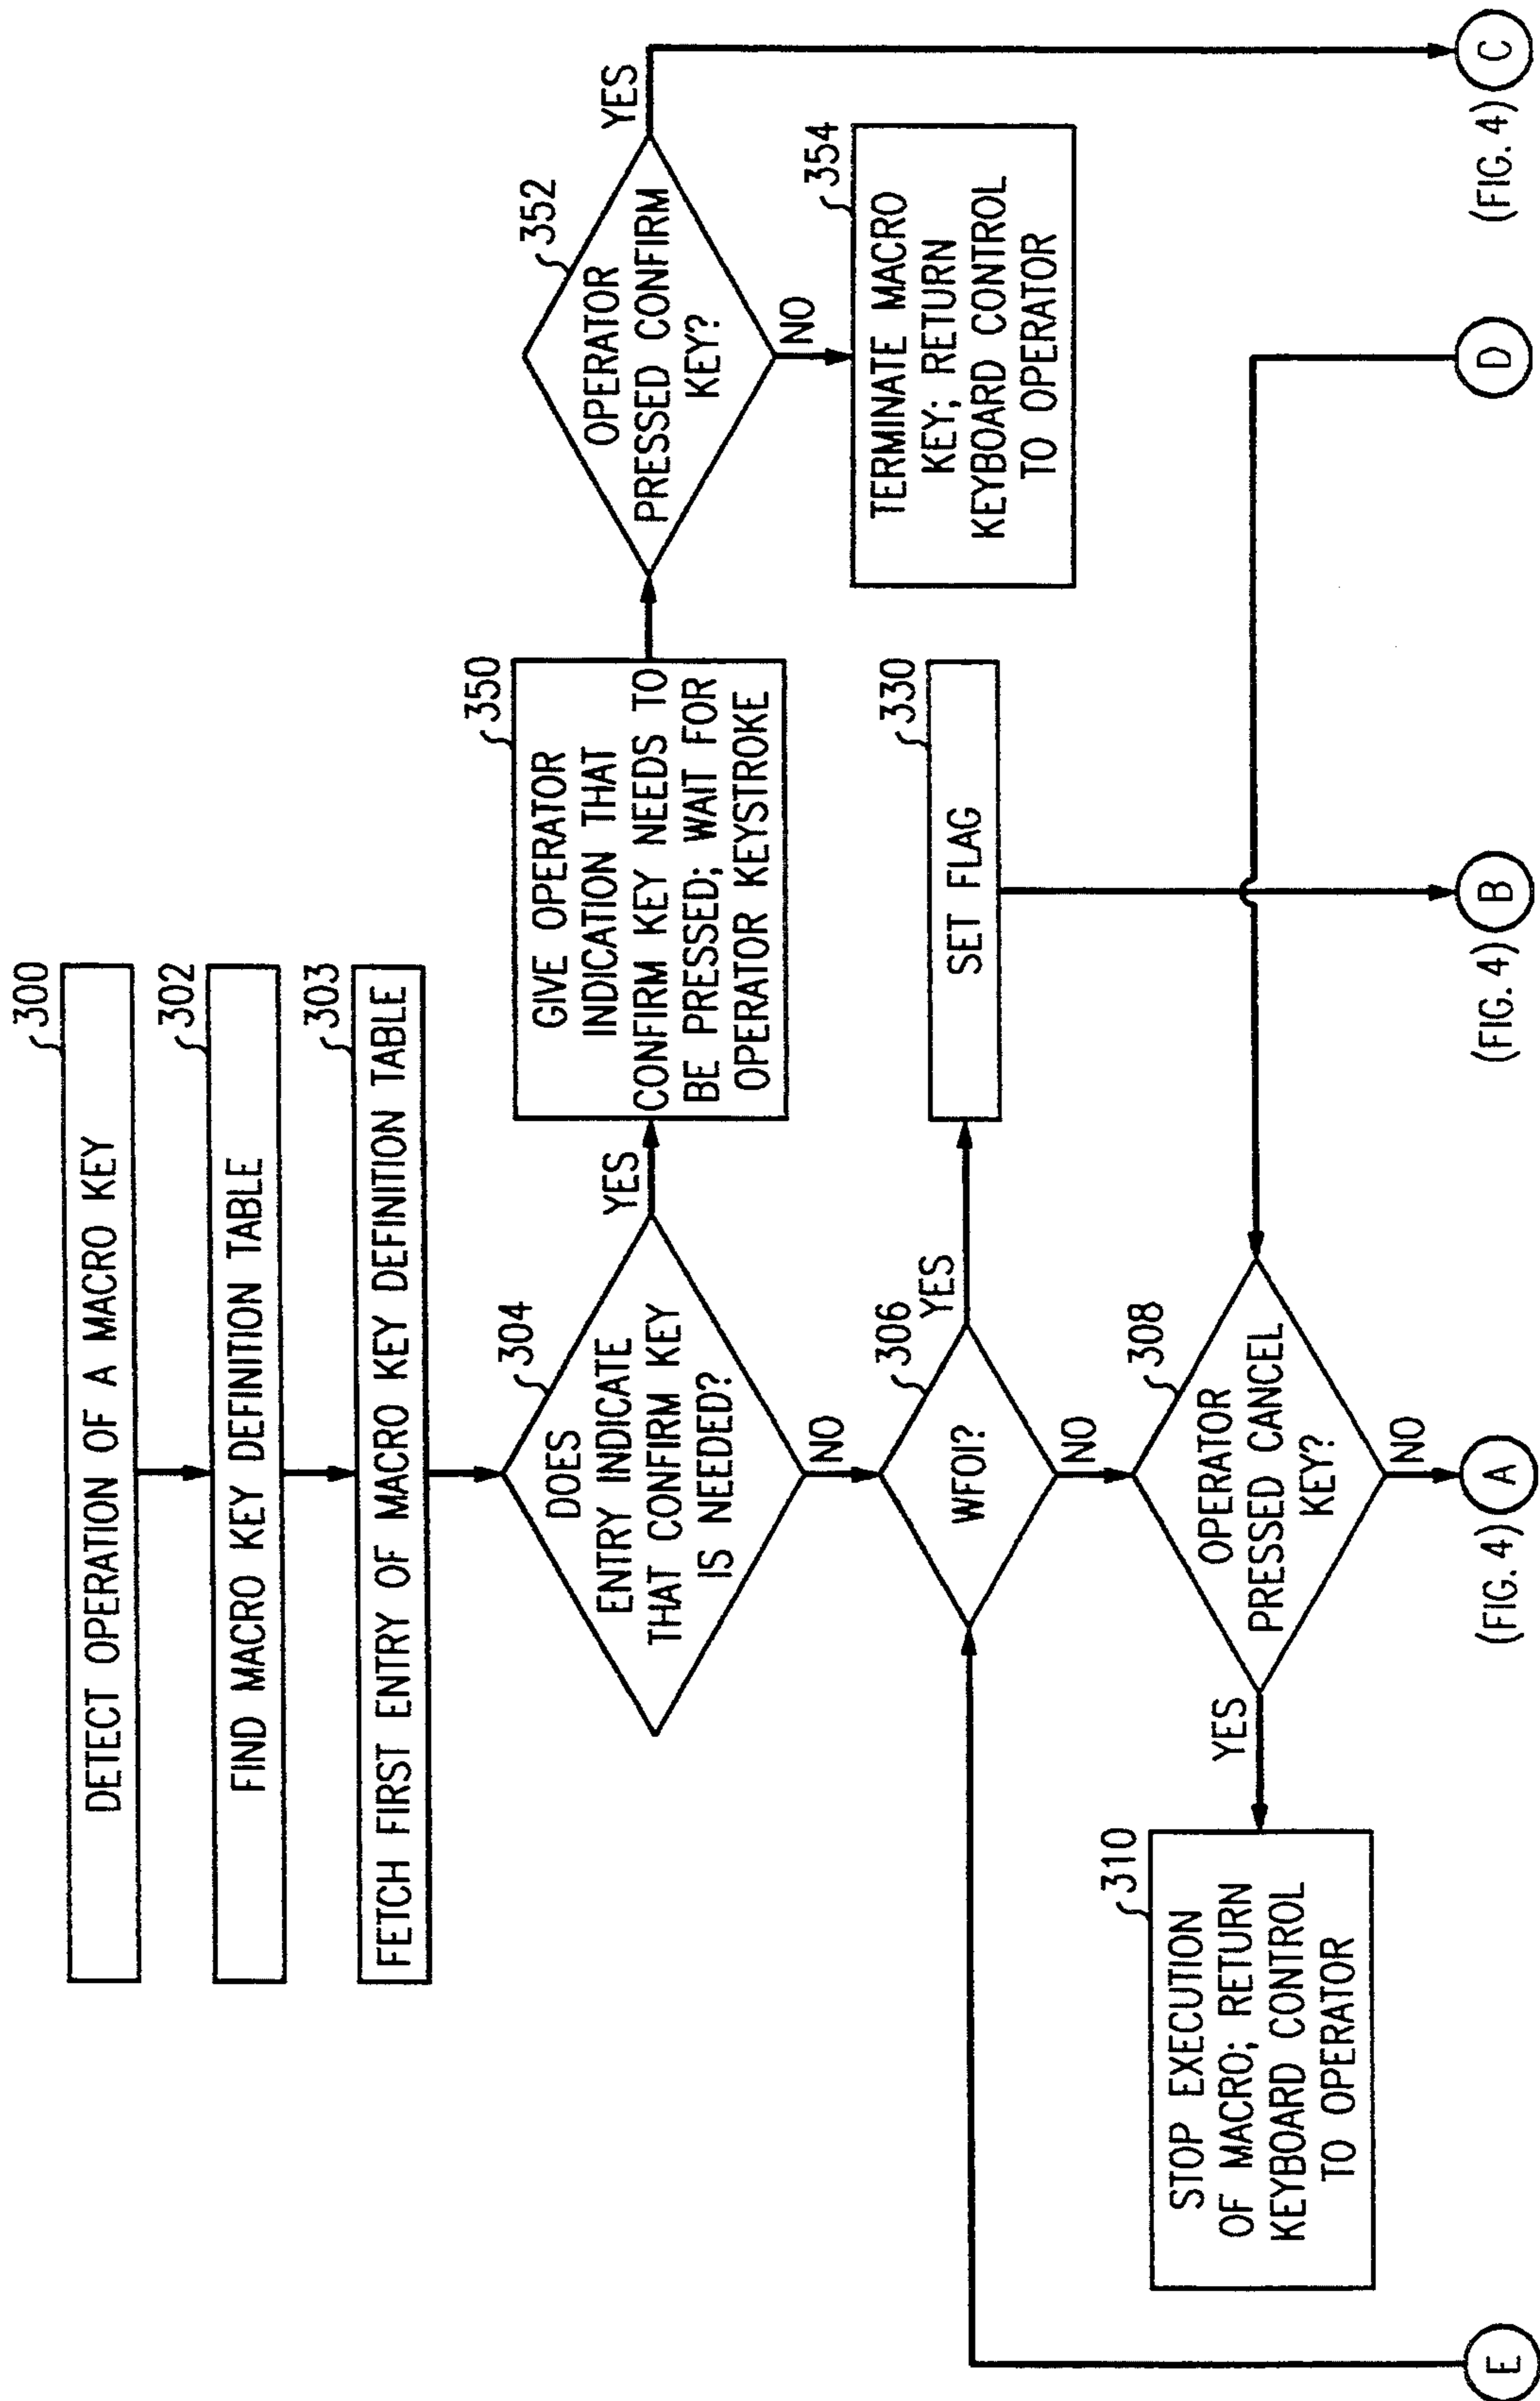 300
DETECT OPERATION OF A MACRO KEY
302
FIND MACRO KEY DEFINITION TABLE
303
FETCH FIRST ENTRY OF MACRO KEY DEFINITION TABLE
304
DOES
ENTRY INDICATE
THAT CONFIRM KEY
IS NEEDED?
YES
NO
350
GIVE OPERATOR
INDICATION THAT
CONFIRM KEY NEEDS TO
BE PRESSED; WAIT FOR
OPERATOR KEYSTROKE
352
OPERATOR
PRESSED CONFIRM
KEY?
YES
NO
354
TERMINATE MACRO
KEY; RETURN
KEYBOARD CONTROL
TO OPERATOR
306
WFOI?
YES
NO
330
SET FLAG
308
OPERATOR
PRESSED CANCEL
KEY?
YES
NO
310
STOP EXECUTION
OF MACRO; RETURN
KEYBOARD CONTROL
TO OPERATOR
E
(FIG. 4) A
(FIG. 4) B
D
(FIG. 4) C